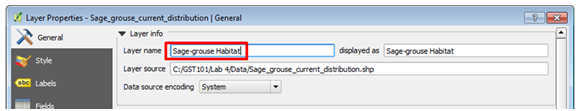 Layer Properties - Sage_grouse_current_distribution | General
General
Style
Labels
Fields
Layer info
Layer name Sage-grouse Habitat displayed as Sage-grouse Habitat
Layer source C:/GST101/Lab 4/Data/Sage_grouse_current_distribution.shp
Data source encoding System